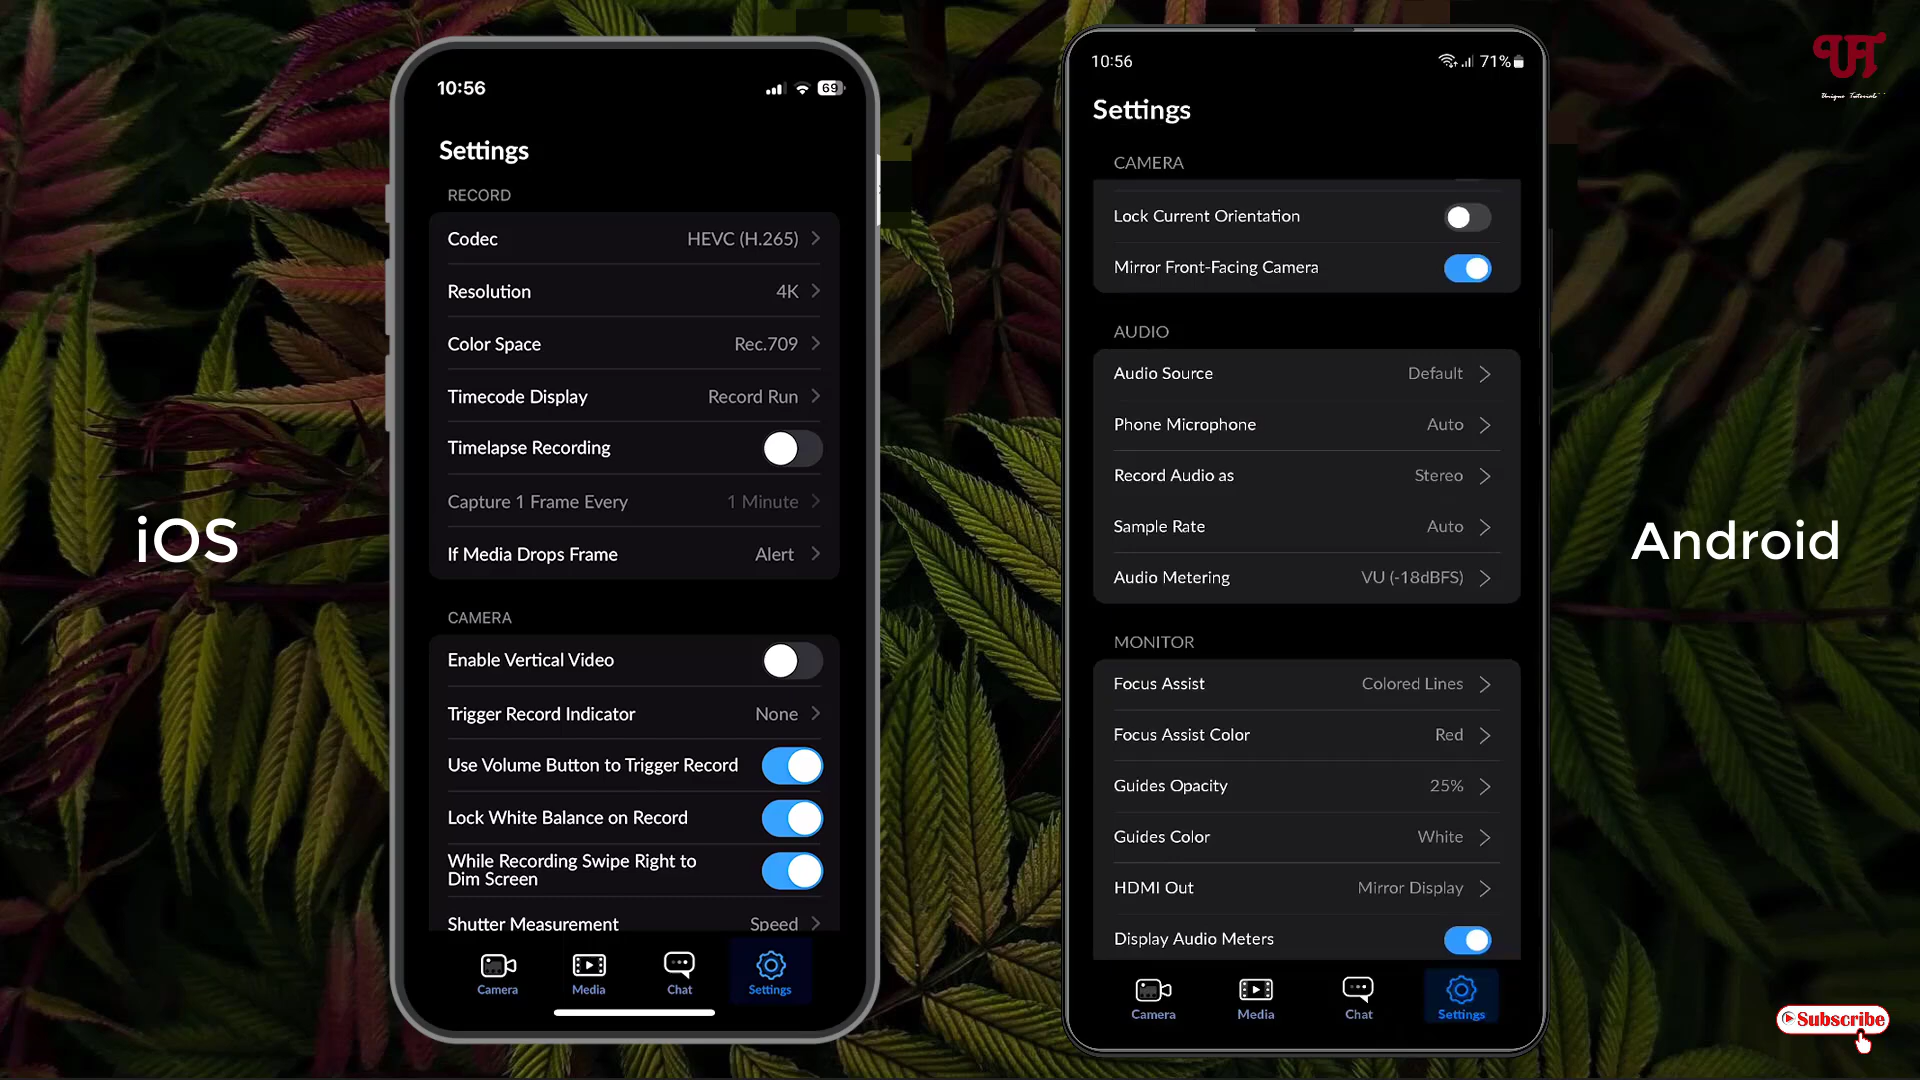 10:56
69
Settings
RECORD
Codec HEVC (H.265)
Resolution 4K
Color Space Rec.709
Timecode Display Record Run
Timelapse Recording
Capture 1 Frame Every 1 Minute
If Media Drops Frame Alert
CAMERA
Enable Vertical Video
Trigger Record Indicator None
Use Volume Button to Trigger Record
Lock White Balance on Record
While Recording Swipe Right to
Dim Screen
Shutter Measurement Speed
Camera Media Chat Settings
iOS
10:56
71%
Settings
CAMERA
Lock Current Orientation
Mirror Front-Facing Camera
AUDIO
Audio Source Default
Phone Microphone Auto
Record Audio as Stereo
Sample Rate Auto
Audio Metering VU (-18dBFS)
MONITOR
Focus Assist Colored Lines
Focus Assist Color Red
Guides Opacity 25%
Guides Color White
HDMI Out Mirror Display
Display Audio Meters
Camera Media Chat Settings
Android
UT
Unique Tutorials
Subscribe